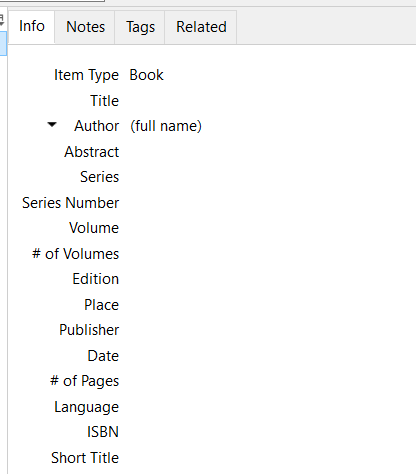 Info Notes Tags Related
Item Type Book
Title
Author (full name)
Abstract
Series
Series Number
Volume
# of Volumes
Edition
Place
Publisher
Date
# of Pages
Language
ISBN
Short Title